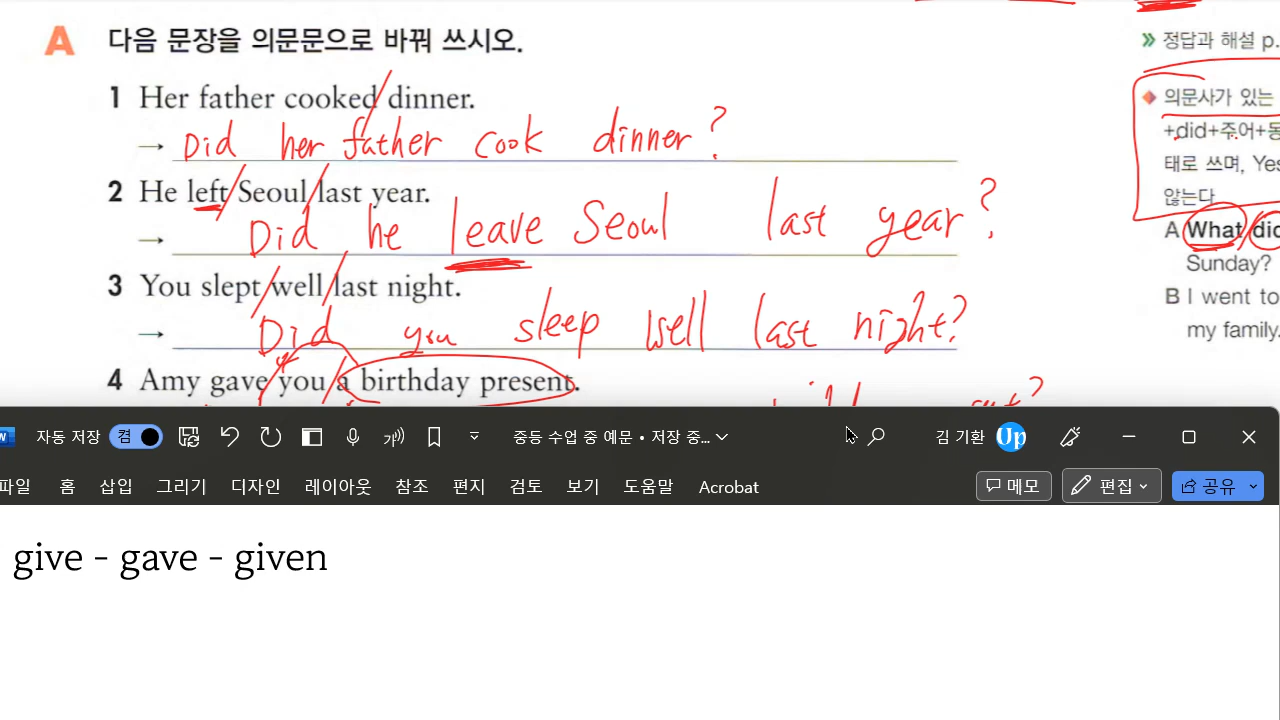 A 다음 문장을 의문문으로 바꿔 쓰시오.
1 Her father cooked dinner.
→ Did her father cook dinner?
2 He left Seoul last year.
→ Did he leave Seoul last year?
3 You slept well last night.
→ Did you sleep well last night?
4 Amy gave you a birthday present.
» 정답과 해설 p.
의문사가 있는
+did+주어+동
태로 쓰며, Yes
않는다
A What did
Sunday?
B I went to
my family.
자동 저장 켬 가 중등 수업 중 예문 • 저장 중... 김 기환 Up
파일 홈 삽입 그리기 디자인 레이아웃 참조 편지 검토 보기 도움말 Acrobat 메모 편집 공유
give - gave - given